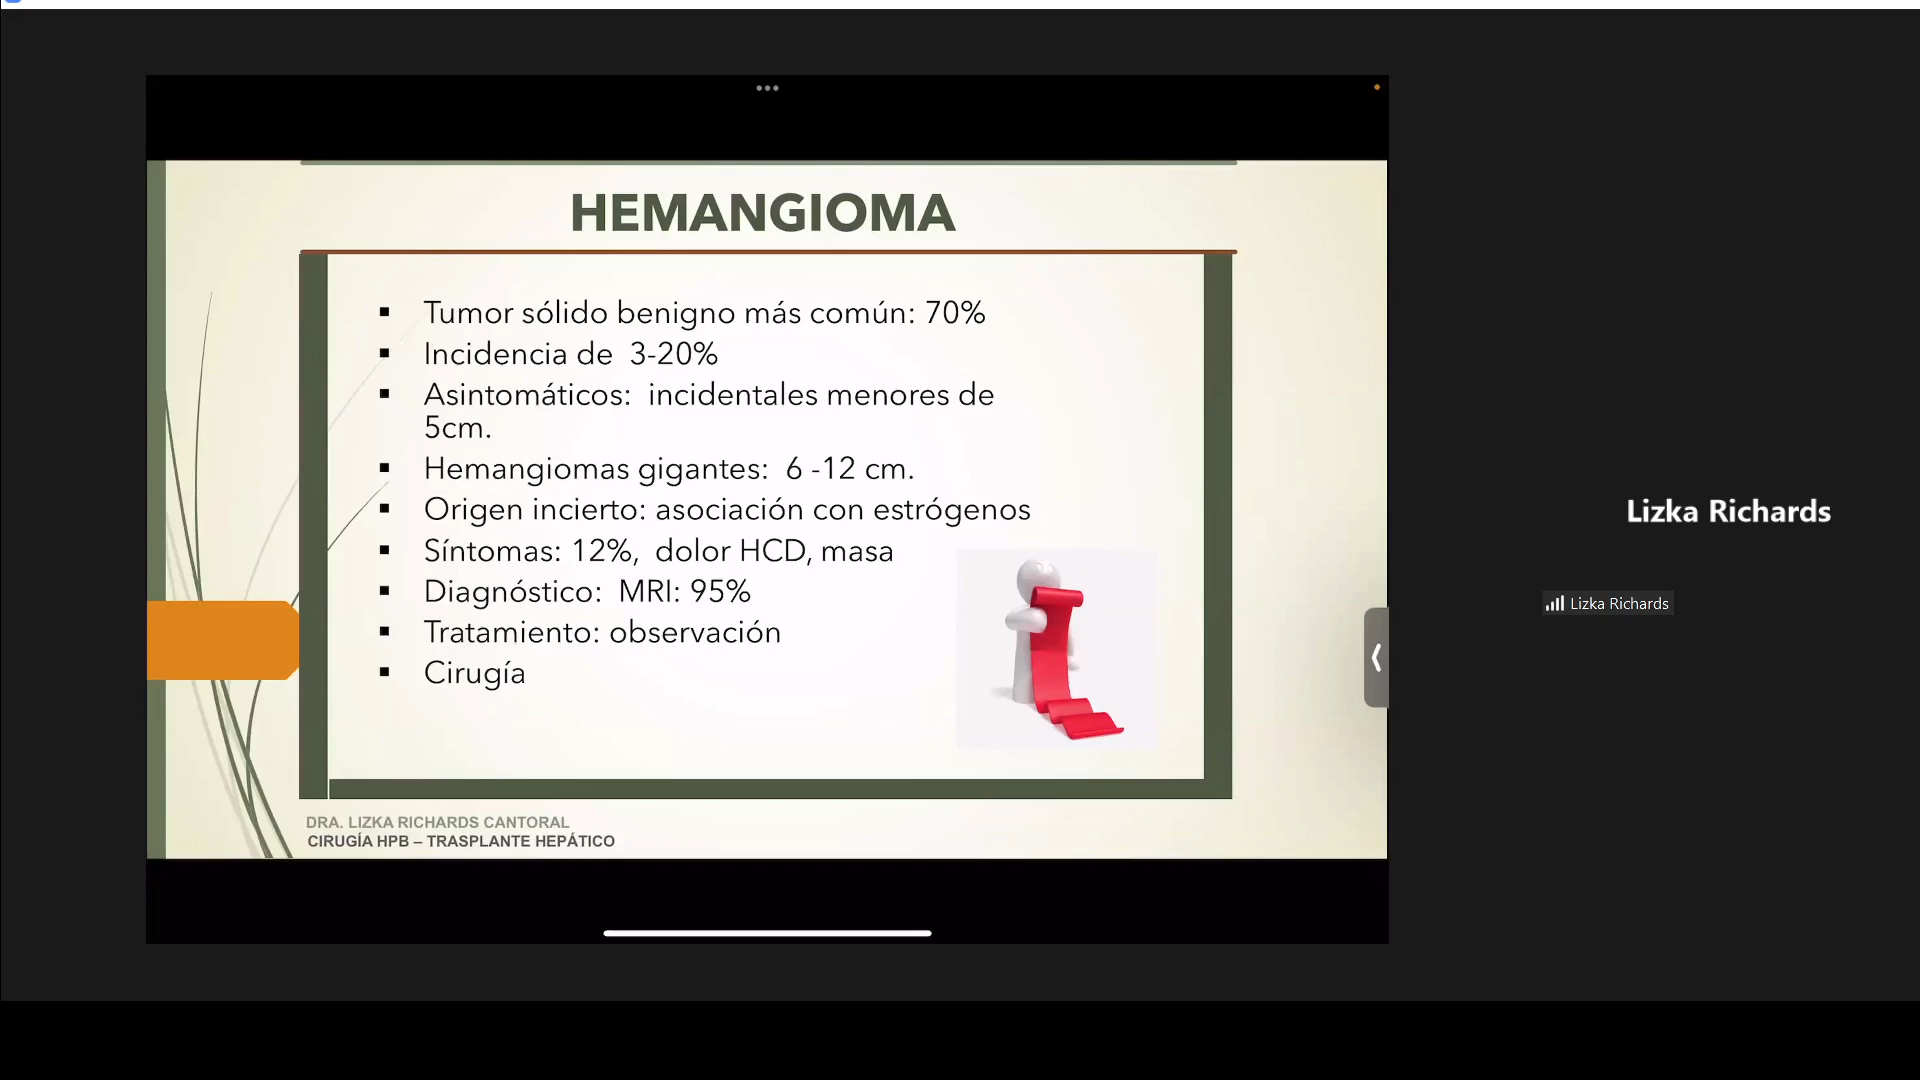 HEMANGIOMA
▪ Tumor sólido benigno más común: 70%
▪ Incidencia de 3-20%
▪ Asintomáticos: incidentales menores de
5cm.
▪ Hemangiomas gigantes: 6 -12 cm.
▪ Origen incierto: asociación con estrógenos
▪ Síntomas: 12%, dolor HCD, masa
▪ Diagnóstico: MRI: 95%
▪ Tratamiento: observación
▪ Cirugía
DRA. LIZKA RICHARDS CANTORAL
CIRUGÍA HPB – TRASPLANTE HEPÁTICO
Lizka Richards
Lizka Richards